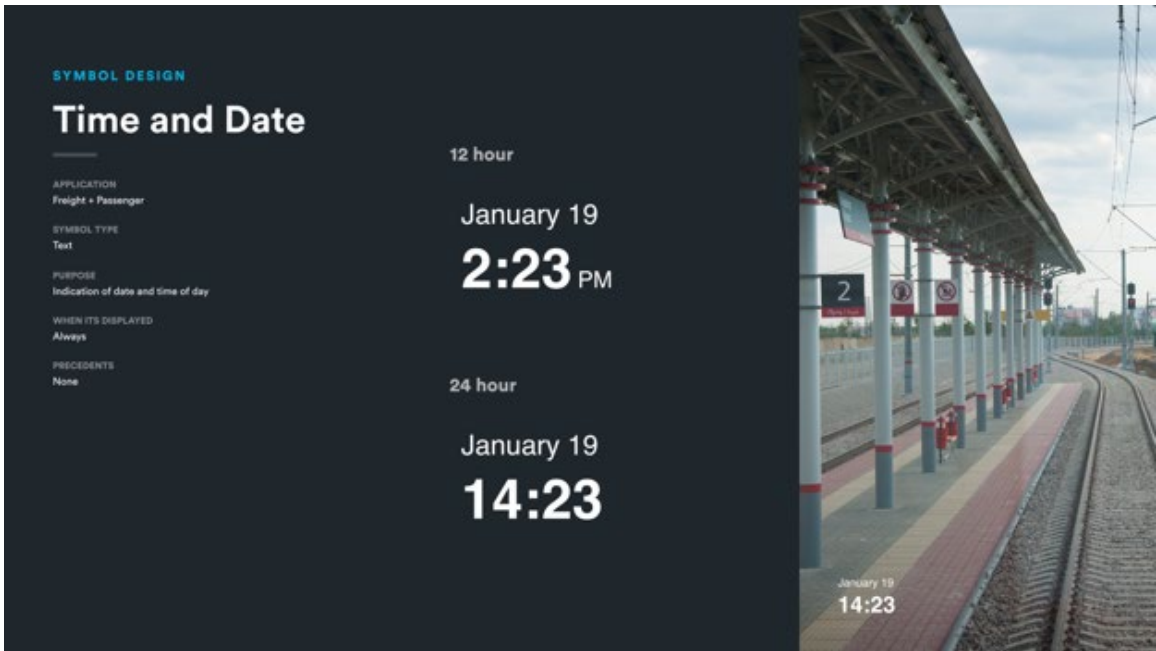 SYMBOL DESIGN
Time and Date
APPLICATION
Freight + Passenger
SYMBOL TYPE
Text
PURPOSE
Indication of date and time of day
WHEN ITS DISPLAYED
Always
PRECEDENTS
None
12 hour
January 19
2:23 PM
24 hour
January 19
14:23
2
January 19
14:23